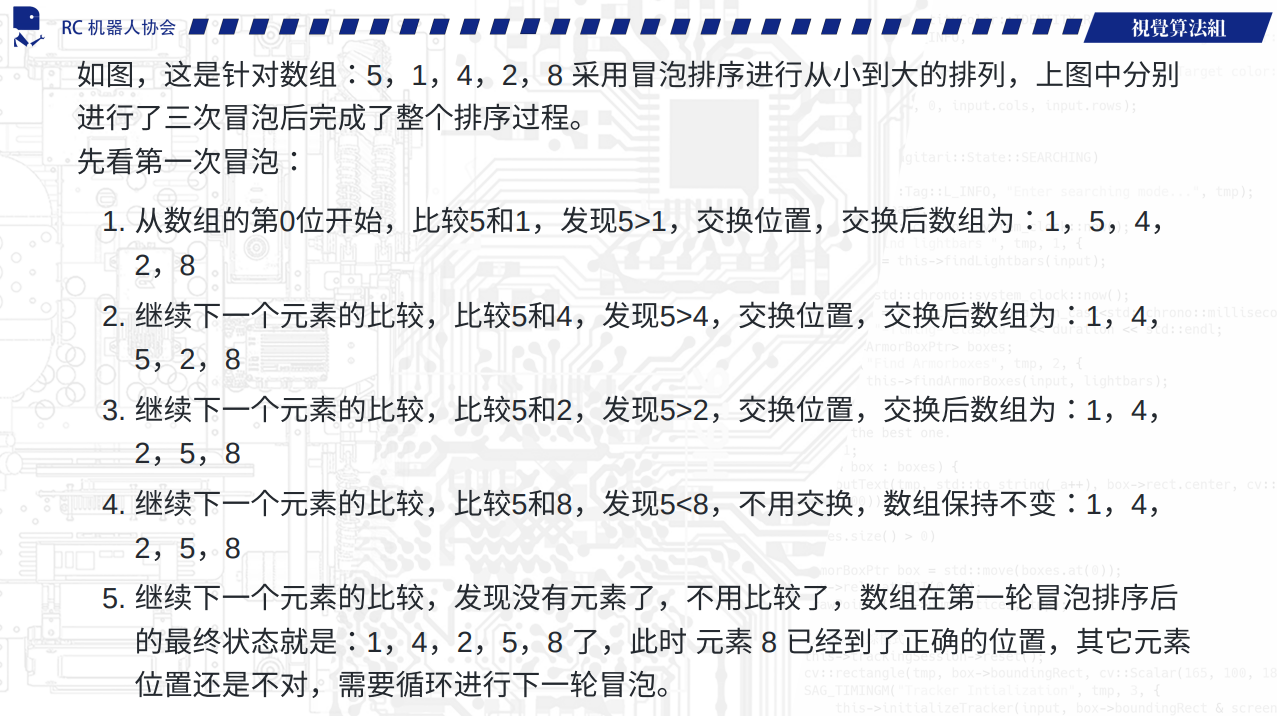 RC 机器人协会
視覺算法組
如图，这是针对数组：5，1，4，2，8 采用冒泡排序进行从小到大的排列，上图中分别
进行了三次冒泡后完成了整个排序过程。
先看第一次冒泡：
1. 从数组的第0位开始，比较5和1，发现5>1，交换位置，交换后数组为：1，5，4，
2，8
2. 继续下一个元素的比较，比较5和4，发现5>4，交换位置，交换后数组为：1，4，
5，2，8
3. 继续下一个元素的比较，比较5和2，发现5>2，交换位置，交换后数组为：1，4，
2，5，8
4. 继续下一个元素的比较，比较5和8，发现5<8，不用交换，数组保持不变：1，4，
2，5，8
5. 继续下一个元素的比较，发现没有元素了，不用比较了，数组在第一轮冒泡排序后
的最终状态就是：1，4，2，5，8 了，此时 元素 8 已经到了正确的位置，其它元素
位置还是不对，需要循环进行下一轮冒泡。